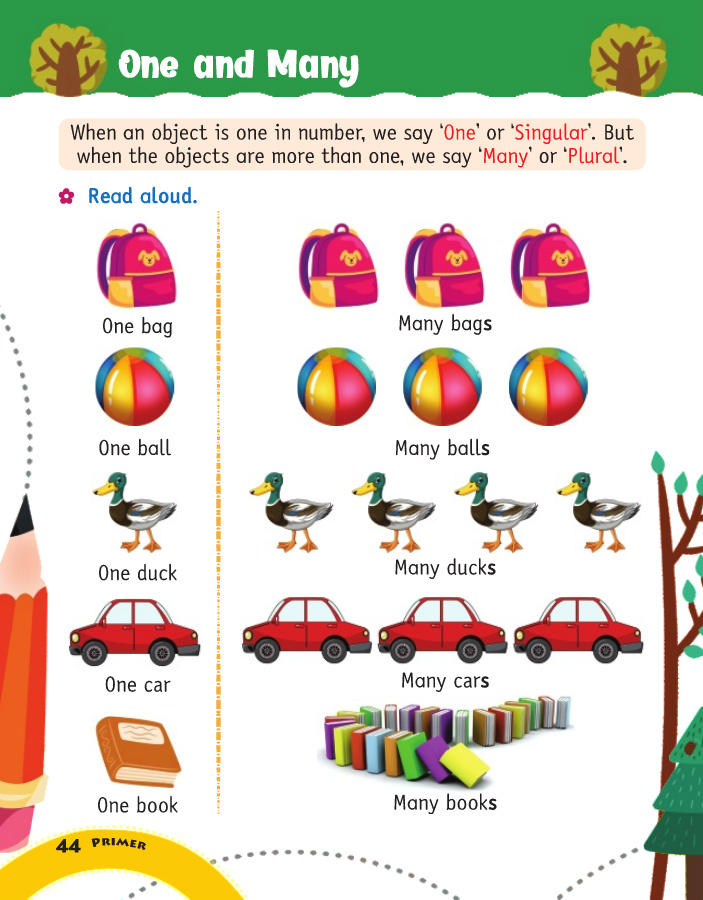 One and Many
When an object is one in number, we say ‘One’ or ‘Singular’. But
when the objects are more than one, we say ‘Many’ or ‘Plural’.
Read aloud.
One bag
Many bags
One ball
Many balls
One duck
Many ducks
One car
Many cars
One book
Many books
44 PRIMER